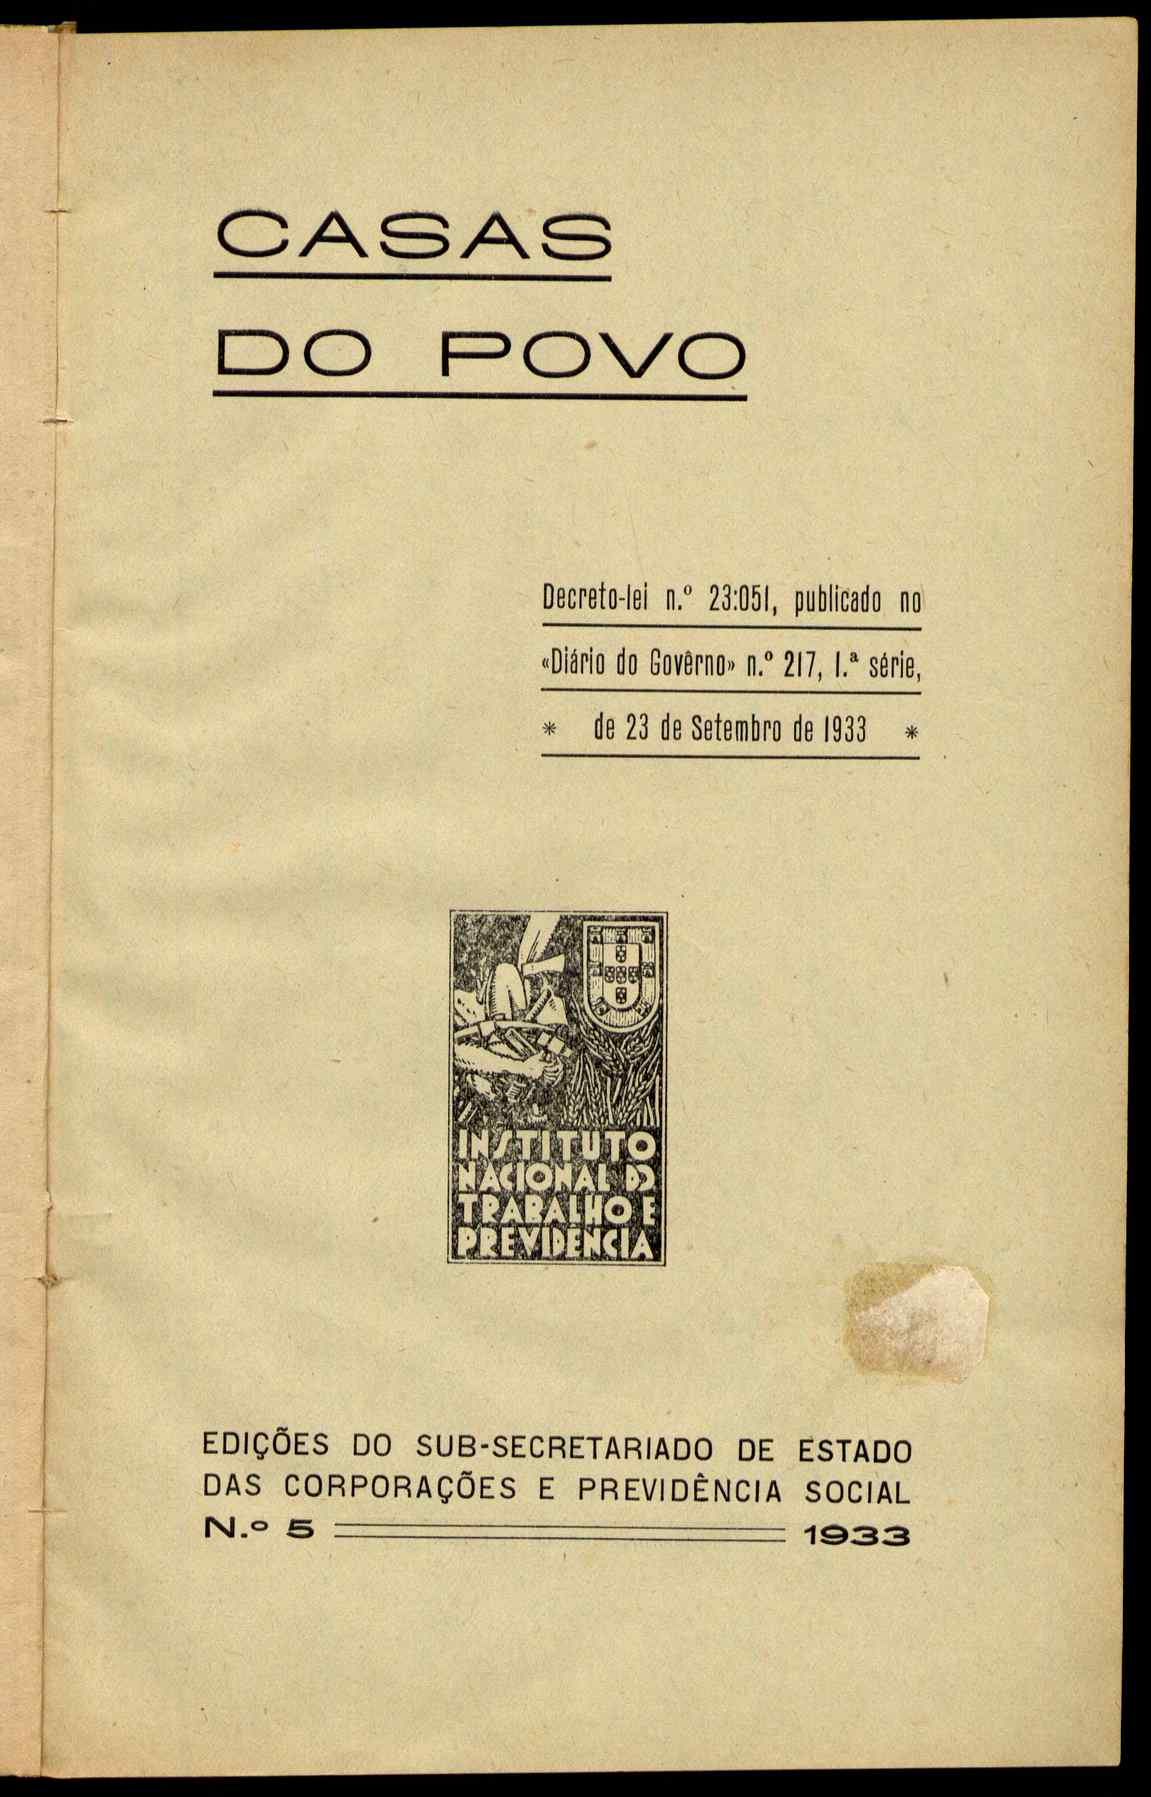 CASAS
DO POVO
Decreto-lei n.º 23:051, publicado no
«Diário do Govêrno» n.º 217, 1.ª série,
* de 23 de Setembro de 1933 *
INSTITUTO
NACIONAL DO
TRABALHO E
PREVIDÊNCIA
EDIÇÕES DO SUB-SECRETARIADO DE ESTADO
DAS CORPORAÇÕES E PREVIDÊNCIA SOCIAL
N.º 5 1933